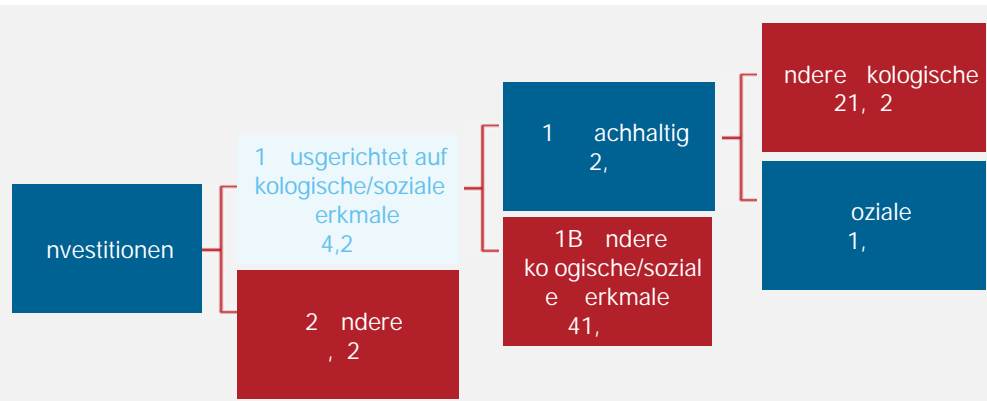 nvestitionen
1 usgerichtet auf
kologische/soziale
erkmale
4,2
2 ndere
, 2
1 achhaltig
2,
1B ndere
ko ogische/sozial
e erkmale
41,
ndere kologische
21, 2
oziale
1,